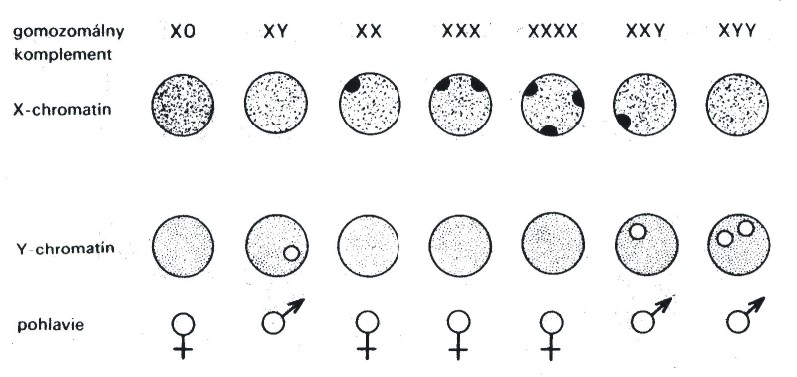 gomozomálny XO XY XX XXX XXXX XXY XYY
komplement
X-chromatín
Y-chromatín
pohlavie